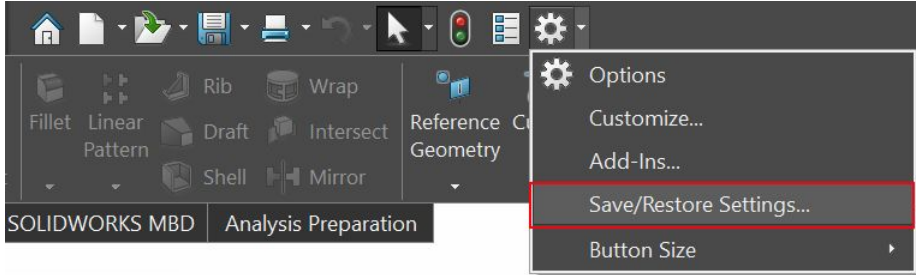 Options
Rib
Wrap
Customize...
Fillet
Linear
Pattern
Draft
Intersect
Reference
Geometry
Add-Ins...
Shell
Mirror
Save/Restore Settings...
SOLIDWORKS MBD
Analysis Preparation
Button Size